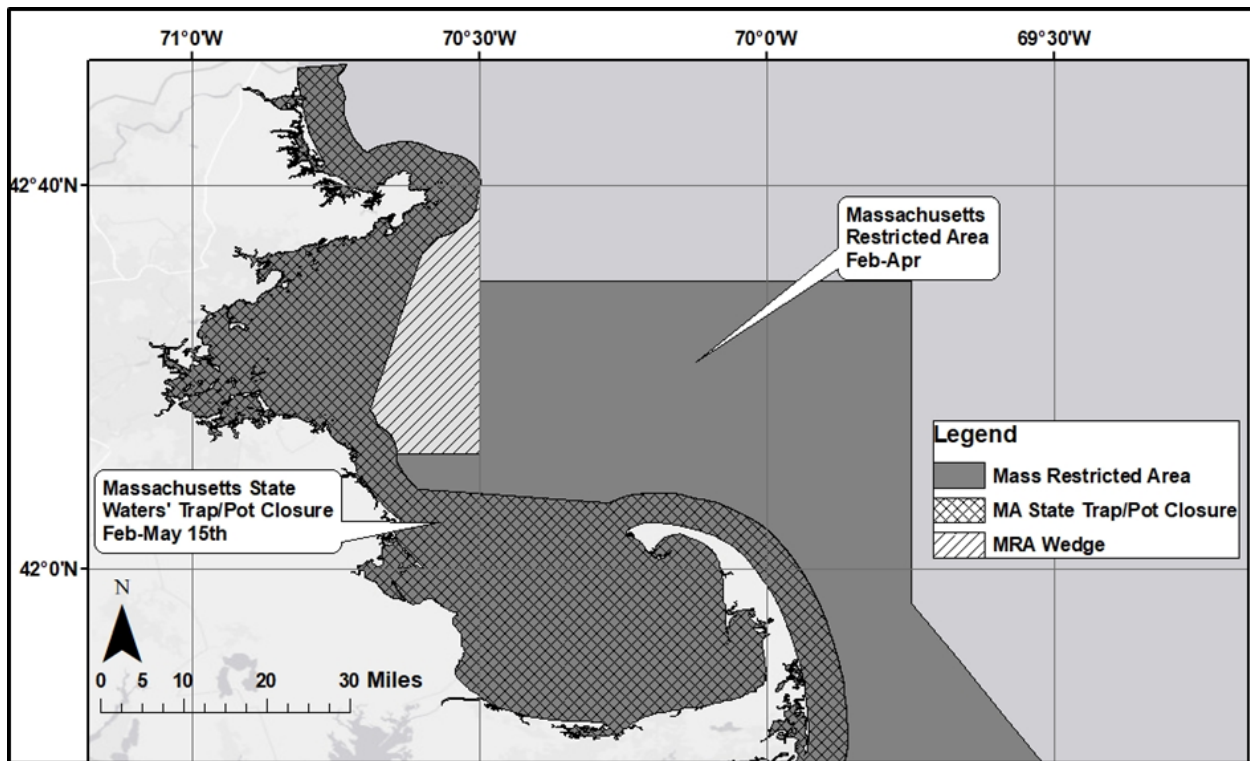 71°0'W
70°30'W
70°0'W
69°30'W
42°40'N
Massachusetts
Restricted Area
Feb-Apr
Legend
Mass Restricted Area
MA State Trap/Pot Closure
MRA Wedge
Massachusetts State
Waters' Trap/Pot Closure
Feb-May 15th
42°0'N
N
0 5 10 20 30 Miles